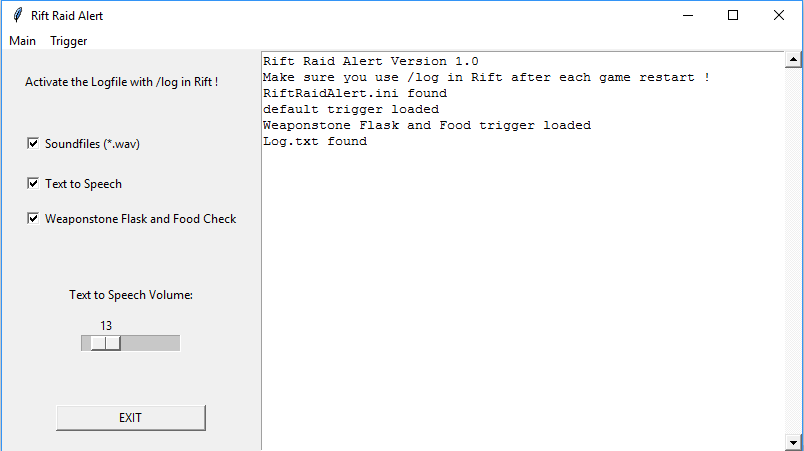 Rift Raid Alert
Main Trigger
Activate the Logfile with /log in Rift !
Soundfiles (*.wav)
Text to Speech
Weaponstone Flask and Food Check
Text to Speech Volume:
13
EXIT
Rift Raid Alert Version 1.0
Make sure you use /log in Rift after each game restart !
RiftRaidAlert.ini found
default trigger loaded
Weaponstone Flask and Food trigger loaded
Log.txt found